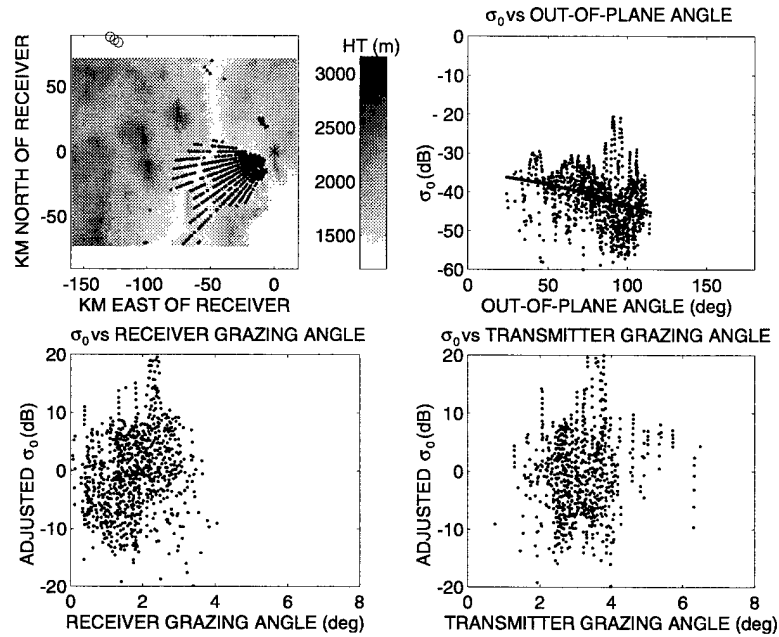 σ₀ vs OUT-OF-PLANE ANGLE
HT (m)
KM NORTH OF RECEIVER
50
0
-50
-150 -100 -50 0
KM EAST OF RECEIVER
3000
2500
2000
1500
σ₀ (dB)
0
- 20
-30
-40
-50
-60
0 50 100 150
OUT-OF-PLANE ANGLE (deg)
σ₀ vs RECEIVER GRAZING ANGLE
ADJUSTED σ₀ (dB)
20
10
0
-10
-20
0 2 4 6 8
RECEIVER GRAZING ANGLE (deg)
σ₀ vs TRANSMITTER GRAZING ANGLE
ADJUSTED σ₀ (dB)
20
10
0
-10
-20
0 2 4 6 8
TRANSMITTER GRAZING ANGLE (deg)